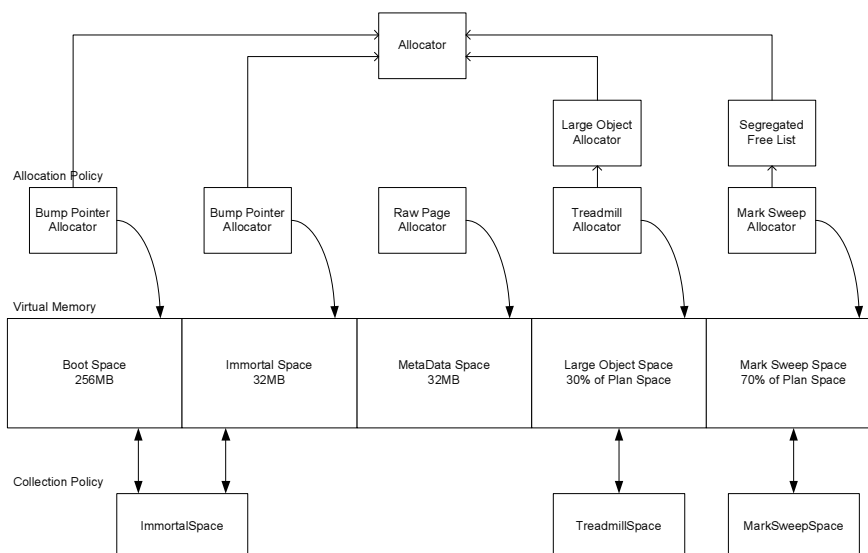 Allocator
Large Object
Allocator
Segregated
Free List
Allocation Policy
Bump Pointer
Allocator
Bump Pointer
Allocator
Raw Page
Allocator
Treadmill
Allocator
Mark Sweep
Allocator
Virtual Memory
Boot Space
256MB
Immortal Space
32MB
MetaData Space
32MB
Large Object Space
30% of Plan Space
Mark Sweep Space
70% of Plan Space
Collection Policy
ImmortalSpace
TreadmillSpace
MarkSweepSpace